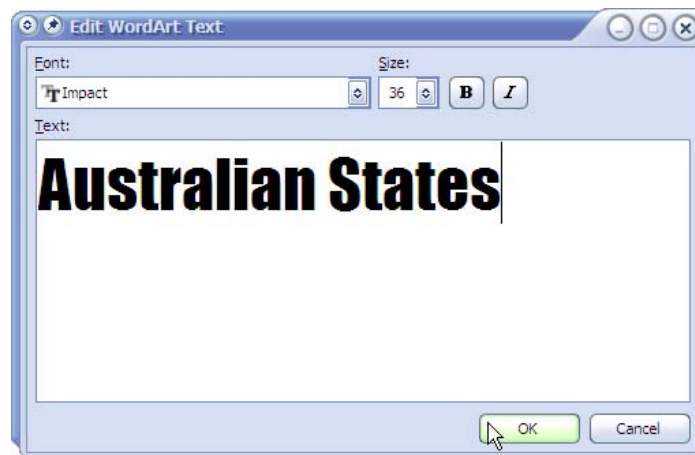 Edit WordArt Text
Font:
Size:
Impact
36
B
I
Text:
Australian States
OK
Cancel